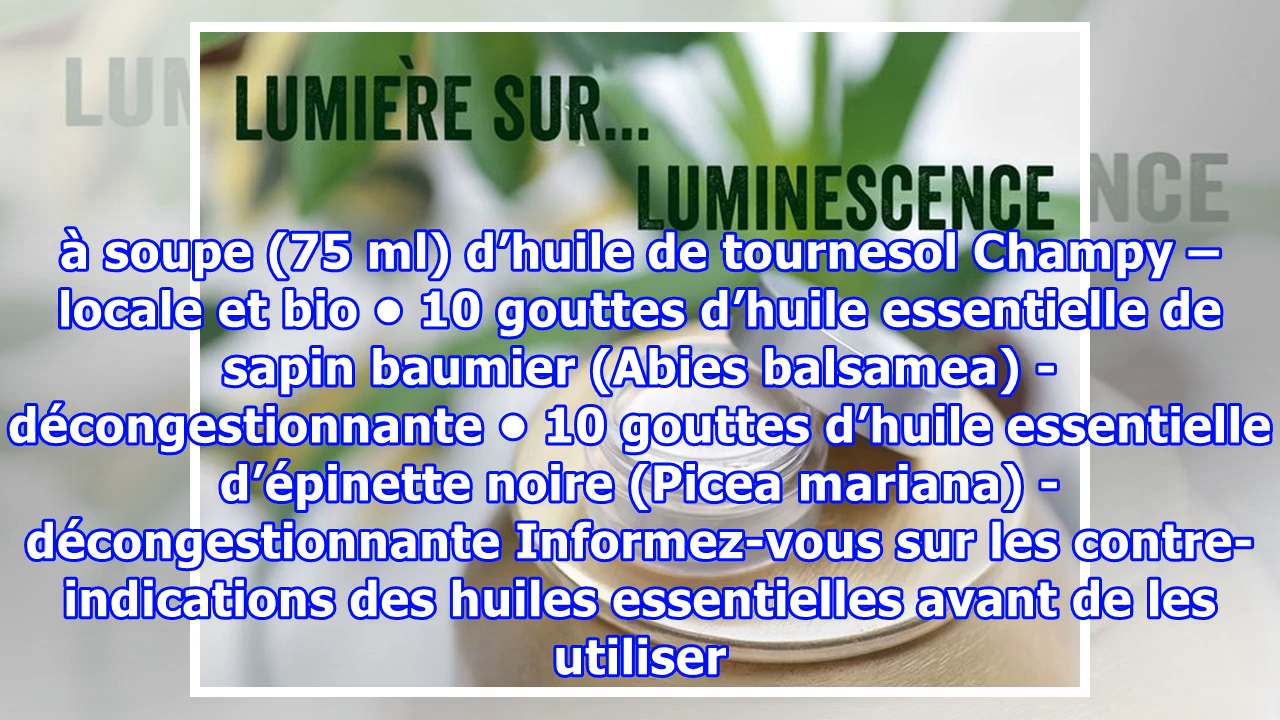 LUMIÈRE SUR...
LUMINESCENCE
à soupe (75 ml) d’huile de tournesol Champy –
locale et bio • 10 gouttes d’huile essentielle de
sapin baumier (Abies balsamea) -
décongestionnante • 10 gouttes d’huile essentielle
d’épinette noire (Picea mariana) -
décongestionnante Informez-vous sur les contre-
indications des huiles essentielles avant de les
utiliser
LUM
NCE